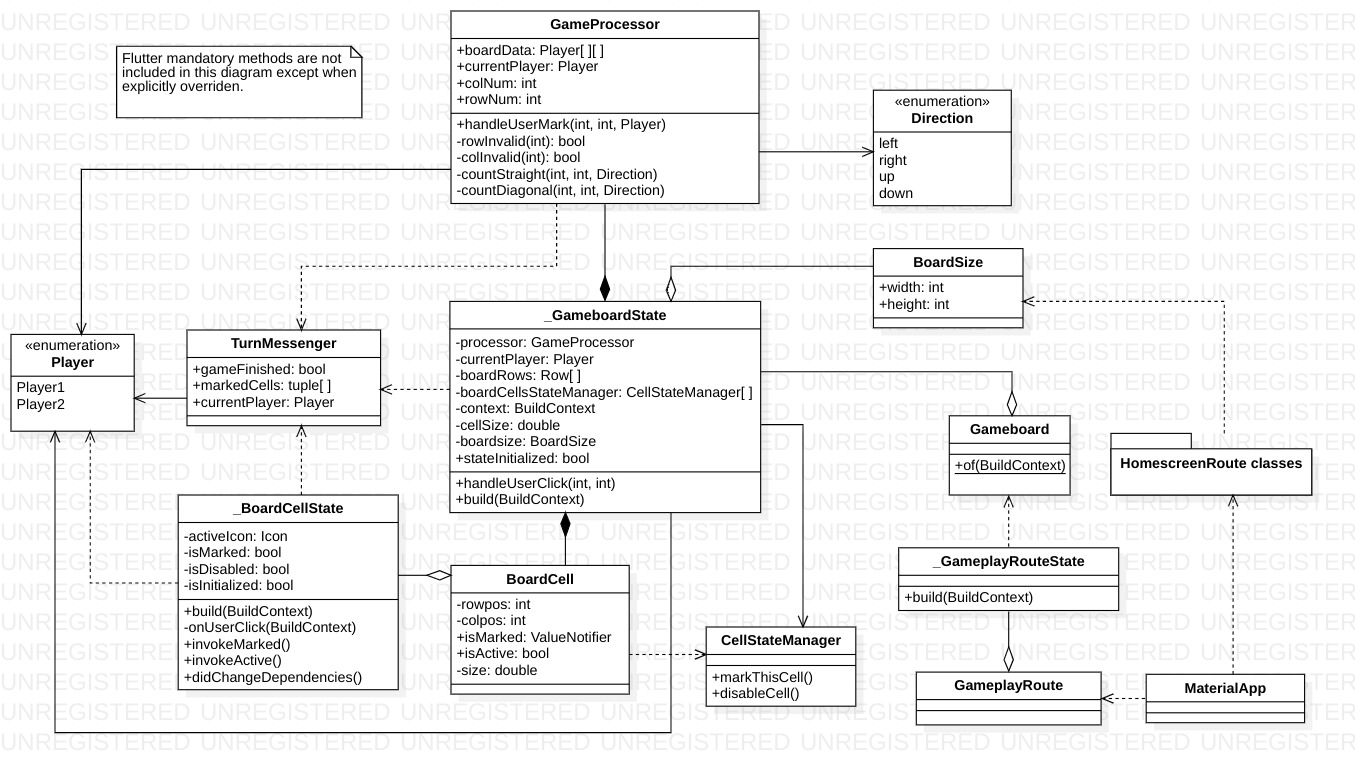 GameProcessor
+boardData: Player[ ][ ]
+currentPlayer: Player
+colNum: int
+rowNum: int
+handleUserMark(int, int, Player)
-rowInvalid(int): bool
-colInvalid(int): bool
-countStraight(int, int, Direction)
-countDiagonal(int, int, Direction)
Flutter mandatory methods are not
included in this diagram except when
explicitly overriden.
«enumeration»
Direction
left
right
up
down
BoardSize
+width: int
+height: int
«enumeration»
Player
Player1
Player2
TurnMessenger
+gameFinished: bool
+markedCells: tuple[ ]
+currentPlayer: Player
_GameboardState
-processor: GameProcessor
-currentPlayer: Player
-boardRows: Row[ ]
-boardCellsStateManager: CellStateManager[ ]
-context: BuildContext
-cellSize: double
-boardsize: BoardSize
+stateInitialized: bool
+handleUserClick(int, int)
+build(BuildContext)
Gameboard
+of(BuildContext)
HomescreenRoute classes
_BoardCellState
-activeIcon: Icon
-isMarked: bool
-isDisabled: bool
-isInitialized: bool
+build(BuildContext)
-onUserClick(BuildContext)
+invokeMarked()
+invokeActive()
+didChangeDependencies()
BoardCell
-rowpos: int
-colpos: int
+isMarked: ValueNotifier
+isActive: bool
-size: double
CellStateManager
+markThisCell()
+disableCell()
_GameplayRouteState
+build(BuildContext)
GameplayRoute
MaterialApp
UNREGISTERED